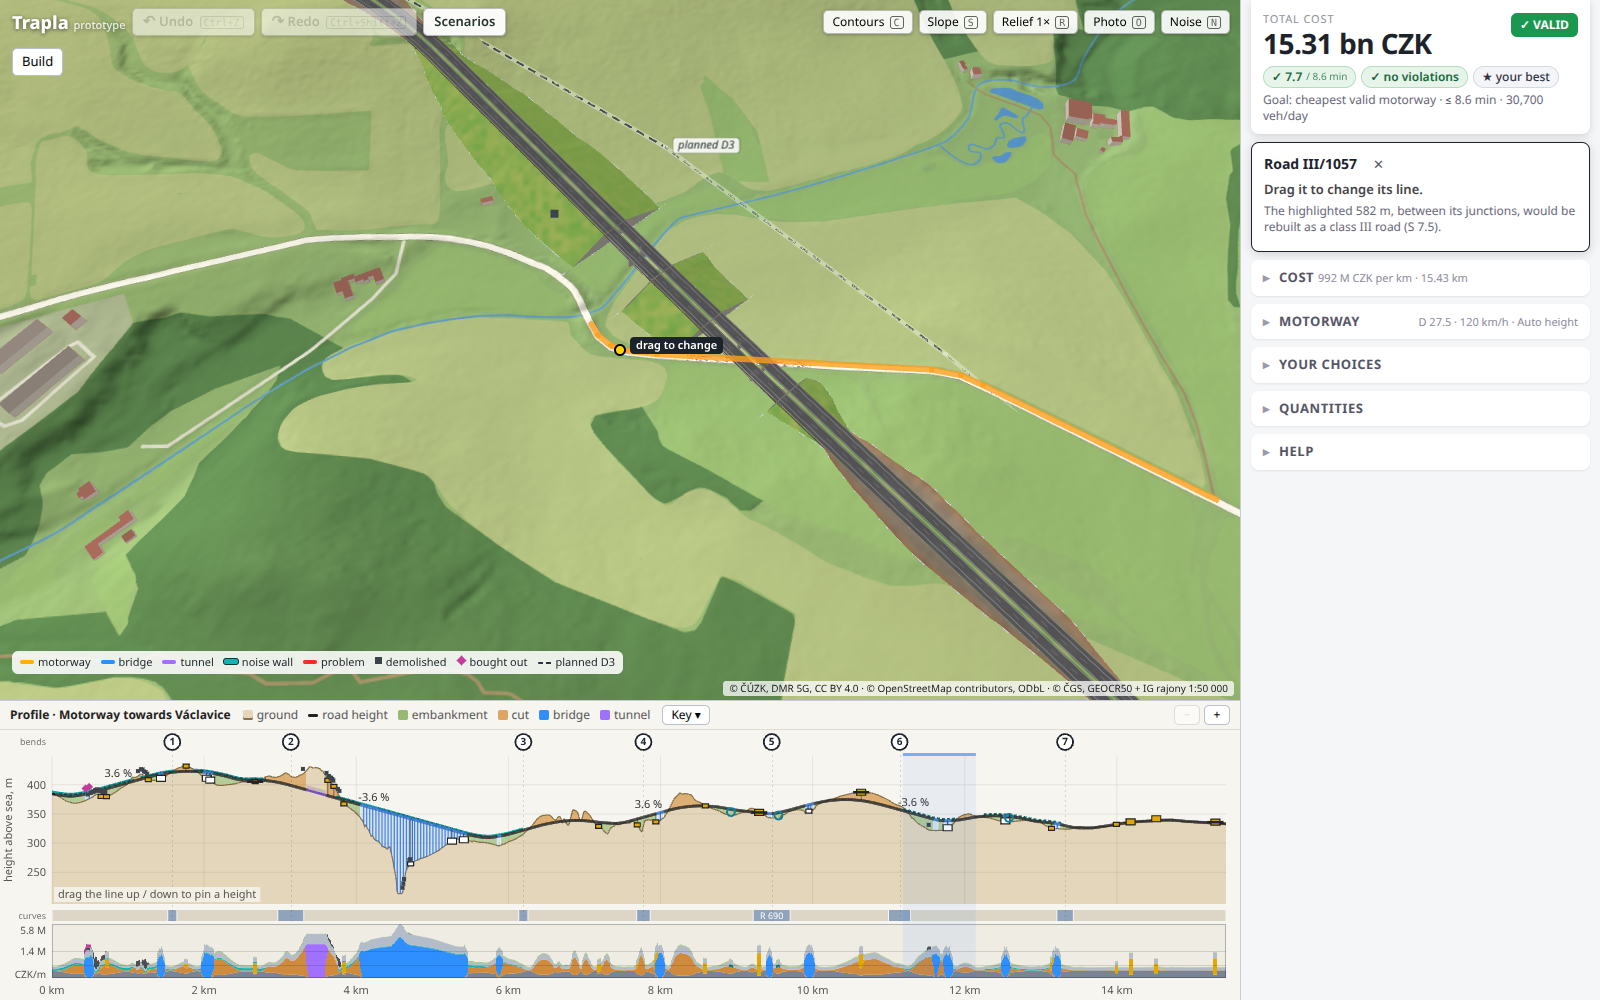 Trapla prototype
↶ Undo Ctrl+Z
↷ Redo Ctrl+Shift+Z
Scenarios
Contours C
Slope S
Relief 1× R
Photo O
Noise N
Build
planned D3
drag to change
motorway bridge tunnel noise wall problem demolished bought out planned D3
© ČÚZK, DMR 5G, CC BY 4.0 · © OpenStreetMap contributors, ODbL · © ČGS, GEOCR50 + IG rajony 1:50 000
TOTAL COST
15.31 bn CZK
✓ VALID
✓ 7.7 / 8.6 min
✓ no violations
★ your best
Goal: cheapest valid motorway · ≤ 8.6 min · 30,700
veh/day
Road III/1057 ×
Drag it to change its line.
The highlighted 582 m, between its junctions, would be
rebuilt as a class III road (S 7.5).
▶ COST 992 M CZK per km · 15.43 km
▶ MOTORWAY D 27.5 · 120 km/h · Auto height
▶ YOUR CHOICES
▶ QUANTITIES
▶ HELP
Profile · Motorway towards Václavice ground road height embankment cut bridge tunnel Key ▾ − +
bends 1 2 3 4 5 6 7
height above sea, m
400
350
300
250
3.6 %
-3.6 %
3.6 %
-3.6 %
drag the line up / down to pin a height
curves R 690
5.8 M
1.4 M
CZK/m
0 km 2 km 4 km 6 km 8 km 10 km 12 km 14 km